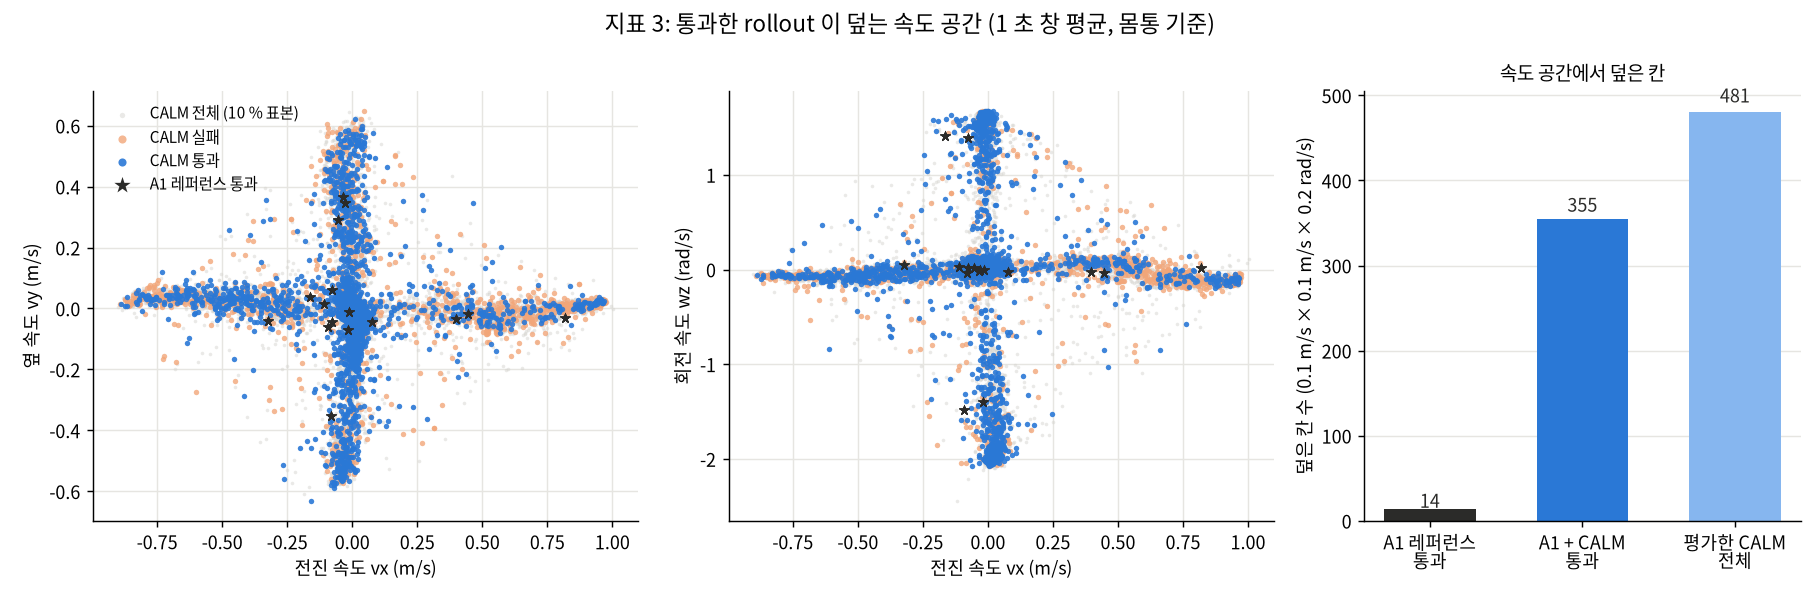 지표 3: 통과한 rollout 이 덮는 속도 공간 (1 초 창 평균, 몸통 기준)
CALM 전체 (10 % 표본)
CALM 실패
CALM 통과
A1 레퍼런스 통과
옆 속도 vy (m/s)
0.6
0.4
0.2
0.0
-0.2
-0.4
-0.6
-0.75 -0.50 -0.25 0.00 0.25 0.50 0.75 1.00
전진 속도 vx (m/s)
회전 속도 wz (rad/s)
1
0
-1
-2
-0.75 -0.50 -0.25 0.00 0.25 0.50 0.75 1.00
전진 속도 vx (m/s)
속도 공간에서 덮은 칸
덮은 칸 수 (0.1 m/s × 0.1 m/s × 0.2 rad/s)
500
400
300
200
100
0
14
355
481
A1 레퍼런스
통과
A1 + CALM
통과
평가한 CALM
전체